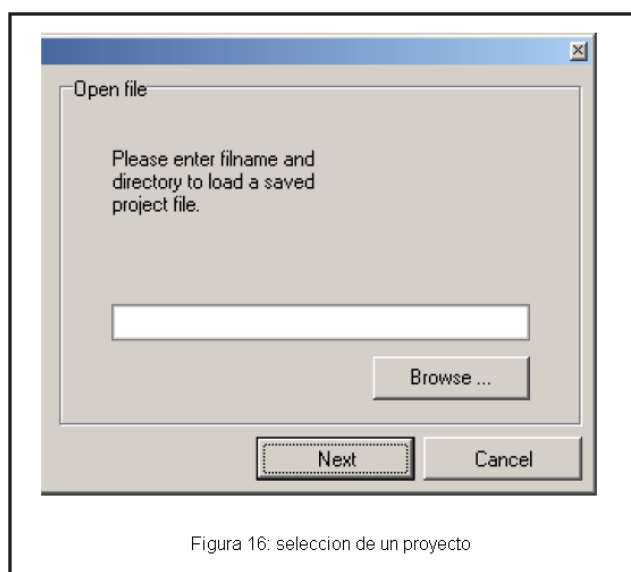 Open file
Please enter filname and
directory to load a saved
project file.
Browse ...
Next
Cancel
Figura 16: seleccion de un proyecto